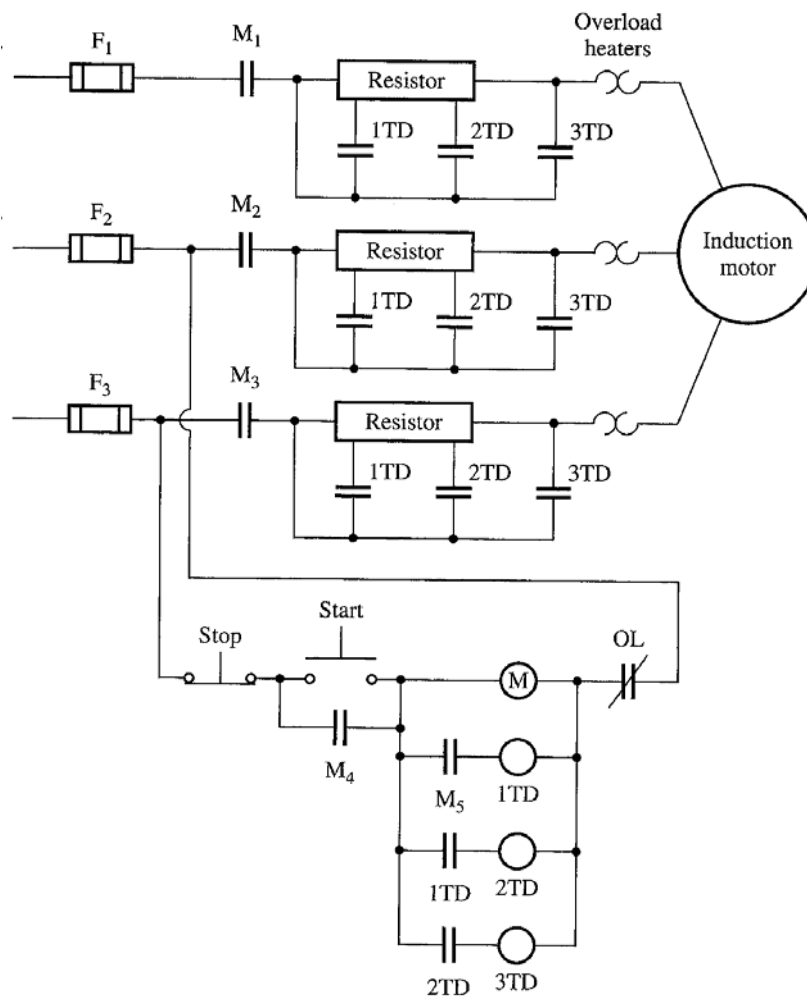 Overload
heaters
F₁
M₁
Resistor
1TD
2TD
3TD
F₂
M₂
Resistor
Induction
motor
1TD
2TD
3TD
F₃
M₃
Resistor
1TD
2TD
3TD
Start
Stop
OL
M
M₄
M₅
1TD
1TD
2TD
2TD
3TD